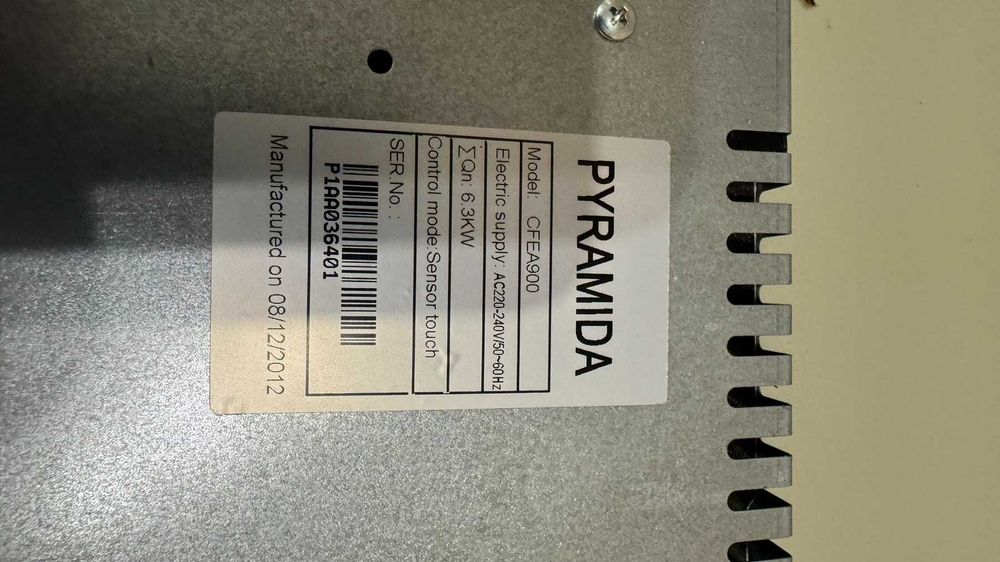 PYRAMIDA
Model: CFEA900
Electric supply: AC220-240V/50~60Hz
∑Qn: 6.3KW
Control mode:Sensor touch
SER.No.:
P1AA036401
Manufactured on 08/12/2012